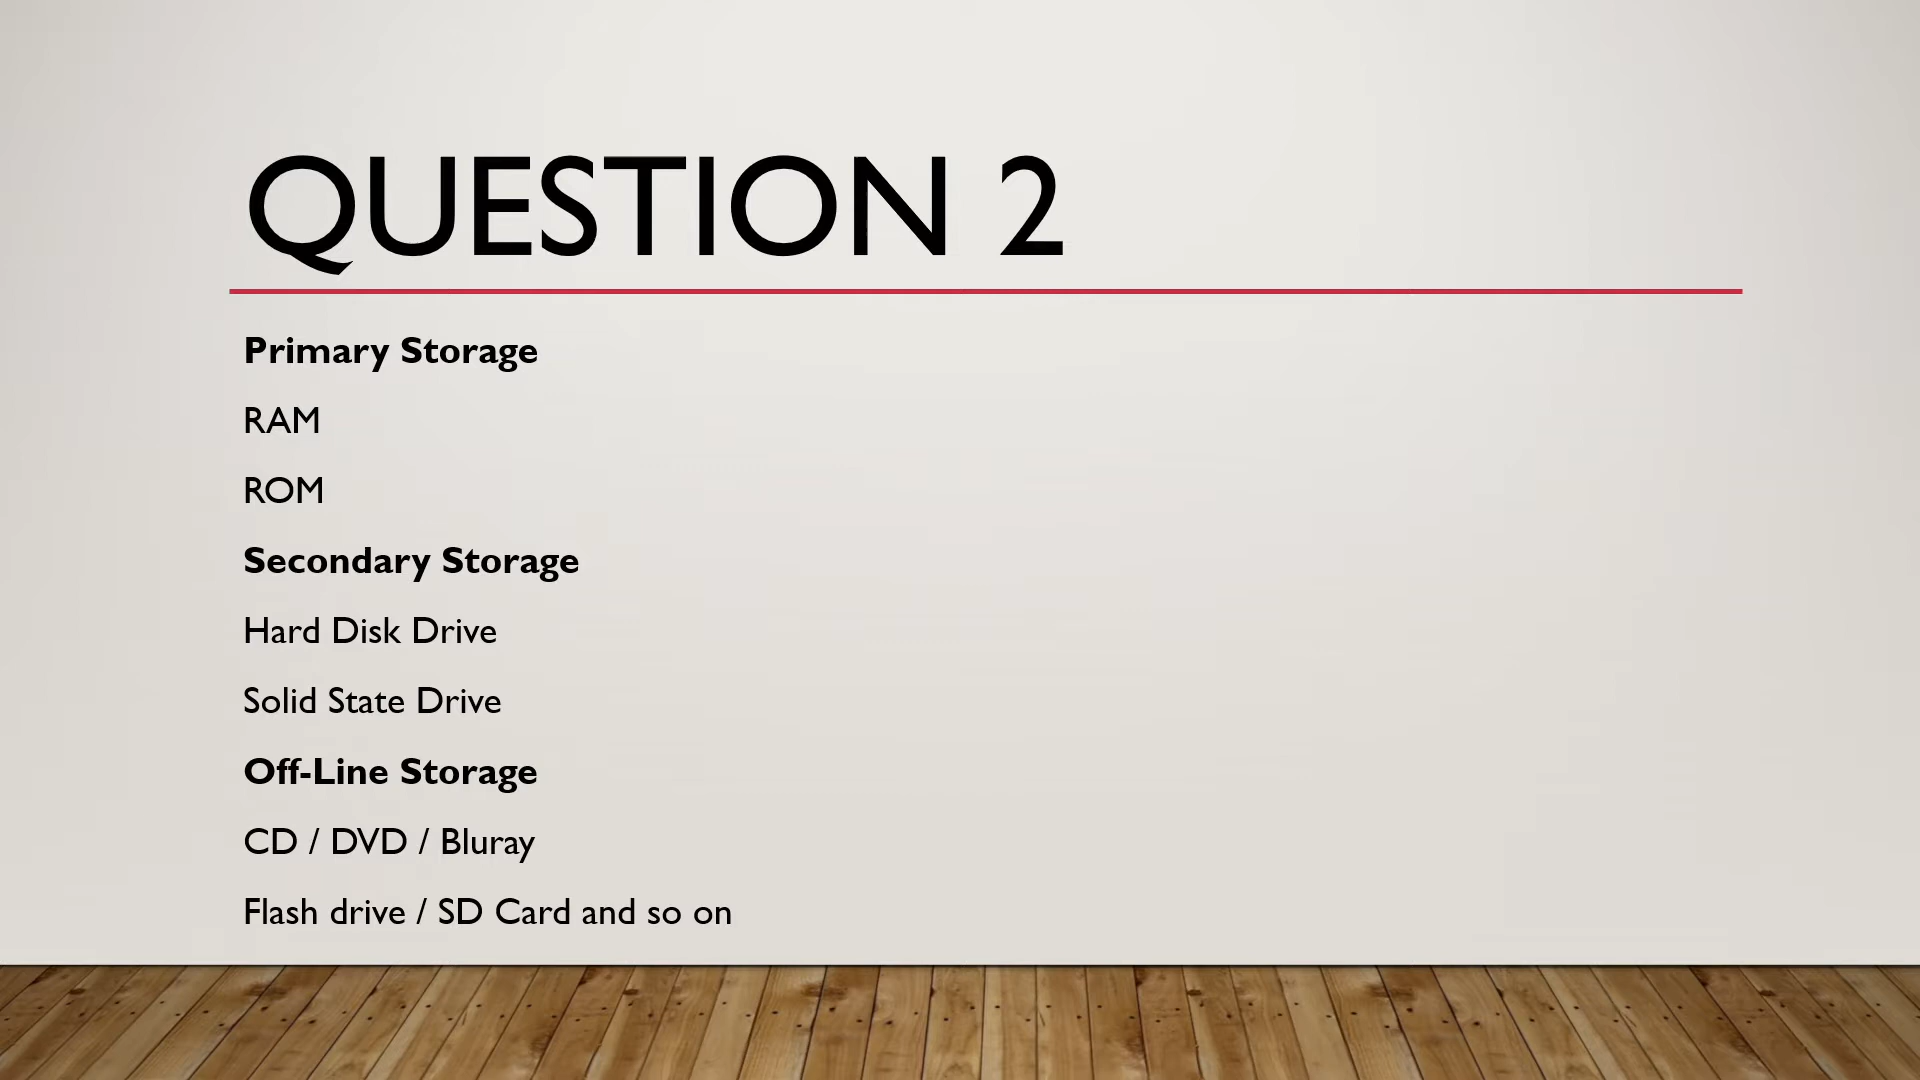 QUESTION 2
Primary Storage
RAM
ROM
Secondary Storage
Hard Disk Drive
Solid State Drive
Off-Line Storage
CD / DVD / Bluray
Flash drive / SD Card and so on